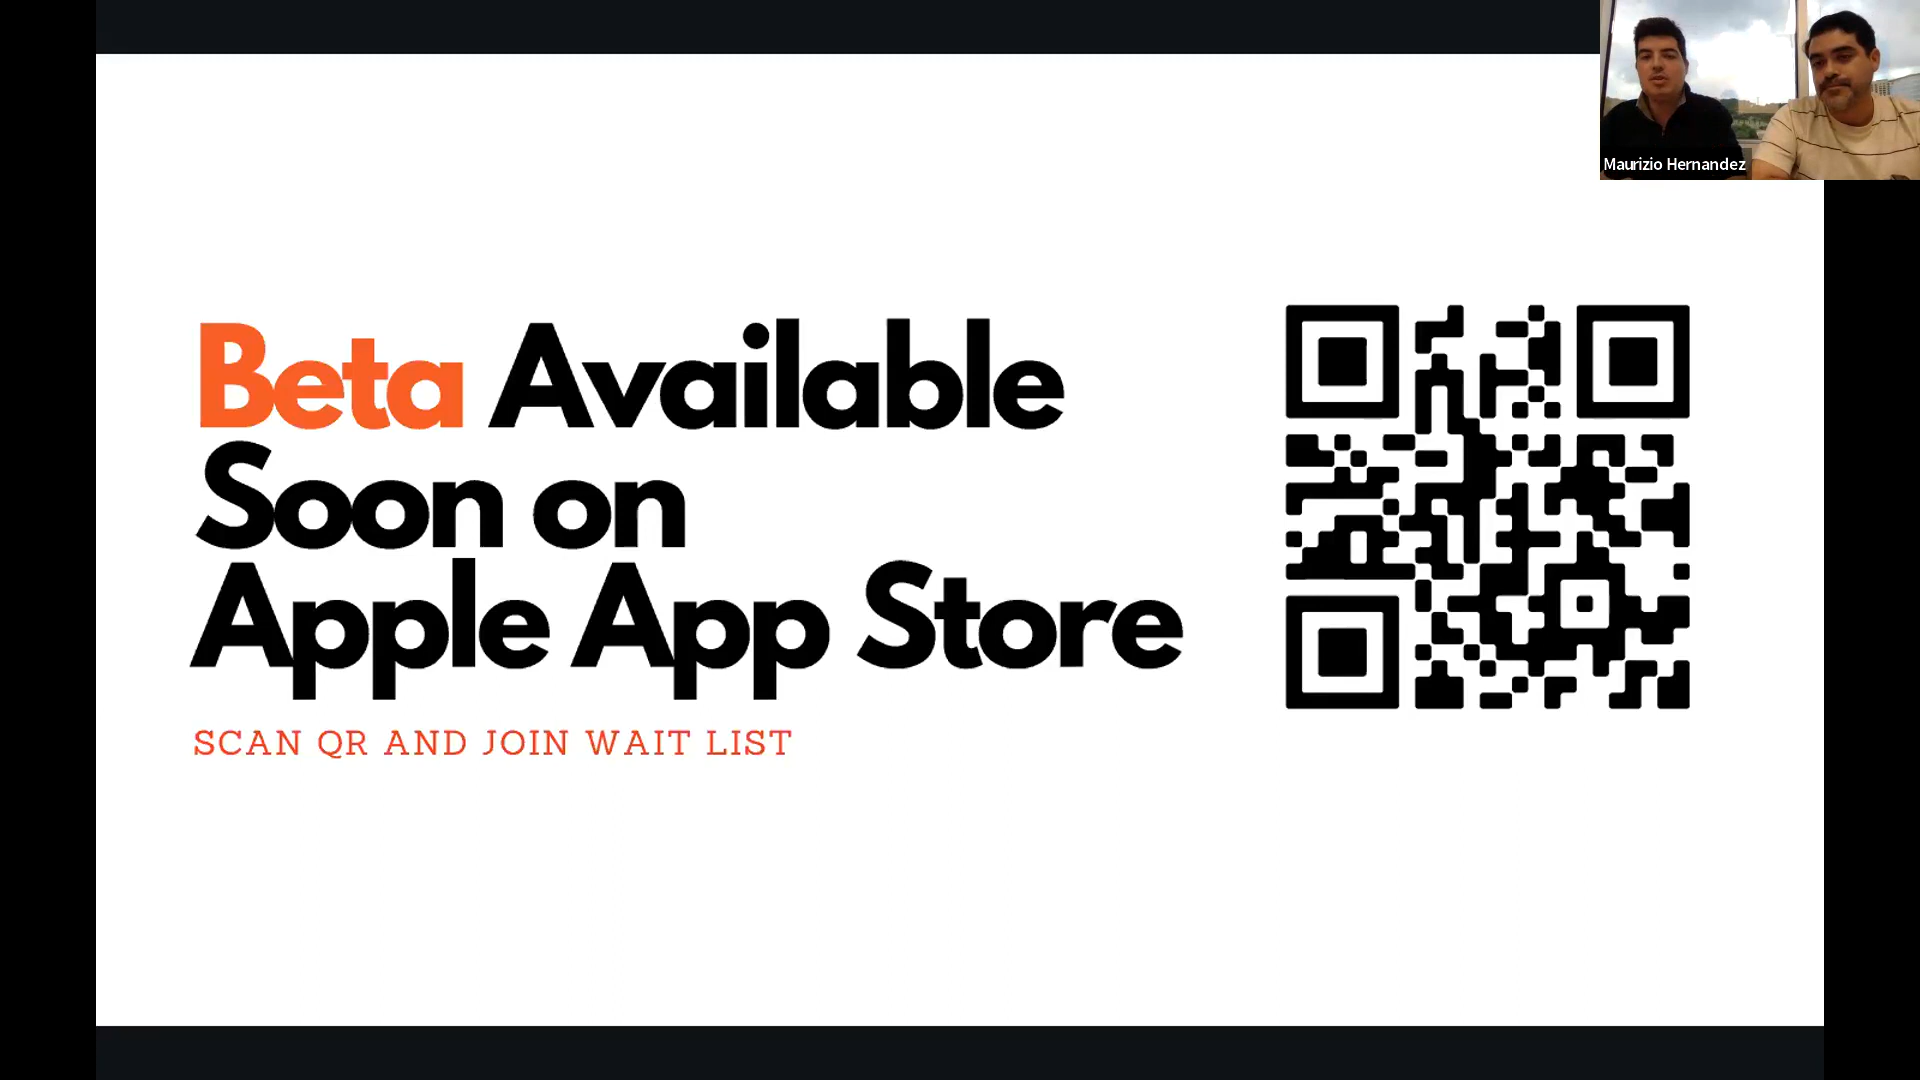 Maurizio Hernandez
Beta Available
Soon on
Apple App Store
SCAN QR AND JOIN WAIT LIST